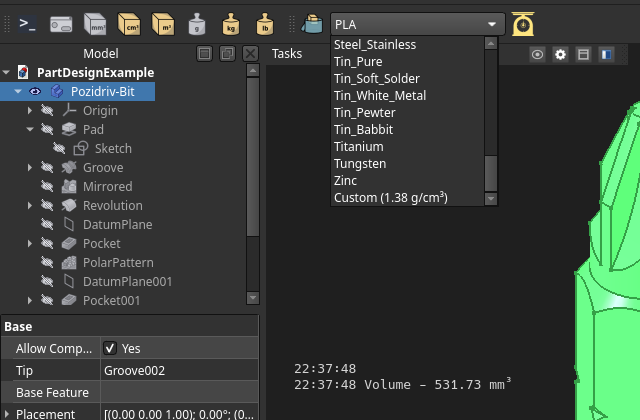 >_
mm³
cm³
m³
g
kg
lb
PLA
Model
Tasks
PartDesignExample
Pozidriv-Bit
Origin
Pad
Sketch
Groove
Mirrored
Revolution
DatumPlane
Pocket
PolarPattern
DatumPlane001
Pocket001
Steel_Stainless
Tin_Pure
Tin_Soft_Solder
Tin_White_Metal
Tin_Pewter
Tin_Babbit
Titanium
Tungsten
Zinc
Custom (1.38 g/cm³)
Base
Allow Comp... Yes
Tip Groove002
Base Feature
Placement [(0.00 0.00 1.00); 0.00°; (0...
22:37:48
22:37:48 Volume - 531.73 mm³